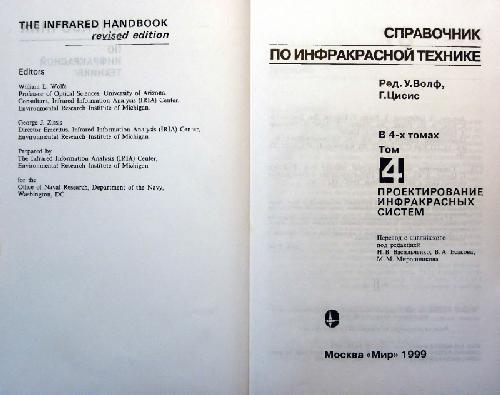 THE INFRARED HANDBOOK
revised edition
Editors
William L. Wolfe
Professor of Optical Sciences, University of Arizona.
Consultant, Infrared Information Analysis (IRIA) Center,
Environmental Research Institute of Michigan.
George J. Zissis
Director Emeritus, Infrared Information Analysis (IRIA) Center,
Environmental Research Institute of Michigan
Prepared by
The Infrared Information Analysis (IRIA) Center,
Environmental Research Institute of Michigan
for the
Office of Naval Research, Department of the Navy,
Washington, DC
СПРАВОЧНИК
ПО ИНФРАКРАСНОЙ ТЕХНИКЕ
Ред. У.Волф,
Г.Цисис
В 4-х томах
Том
4
ПРОЕКТИРОВАНИЕ
ИНФРАКРАСНЫХ
СИСТЕМ
Перевод с английского
под редакцией
Н. В. Васильченко, В. А. Есакова,
М. М. Мирошникова
Москва «Мир» 1999